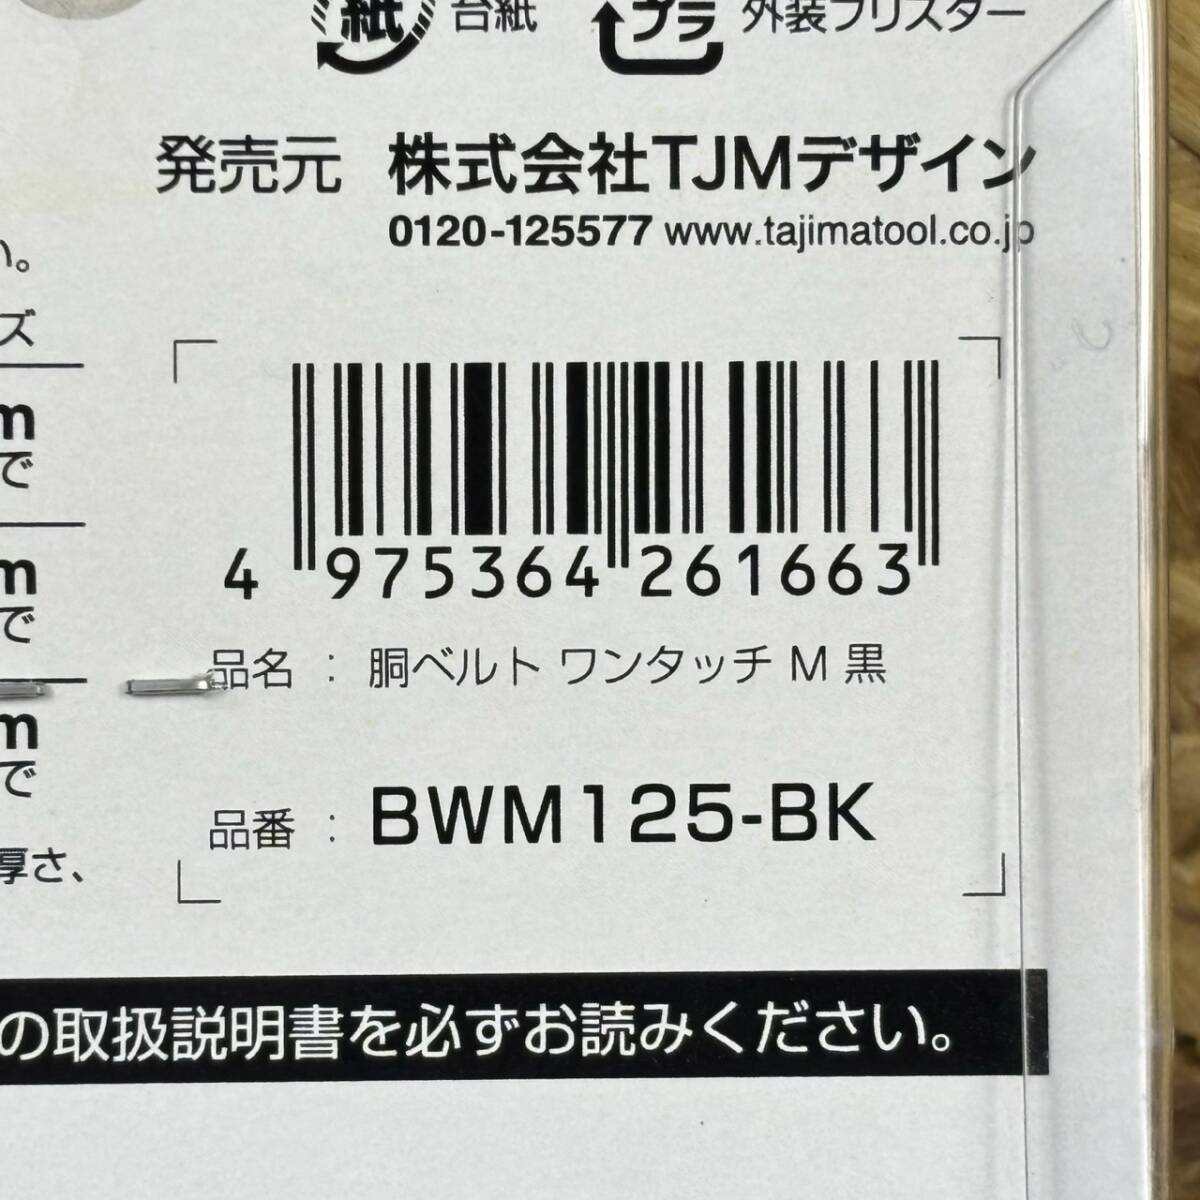 紙 台紙 プラ 外装ブリスター
発売元 株式会社TJMデザイン
0120-125577 www.tajimatool.co.jp
い。
ズ
m
で
4 975364 261663
m
で
品名 : 胴ベルト ワンタッチ M 黒
m
で
品番 : BWM125-BK
厚さ、
の取扱説明書を必ずお読みください。